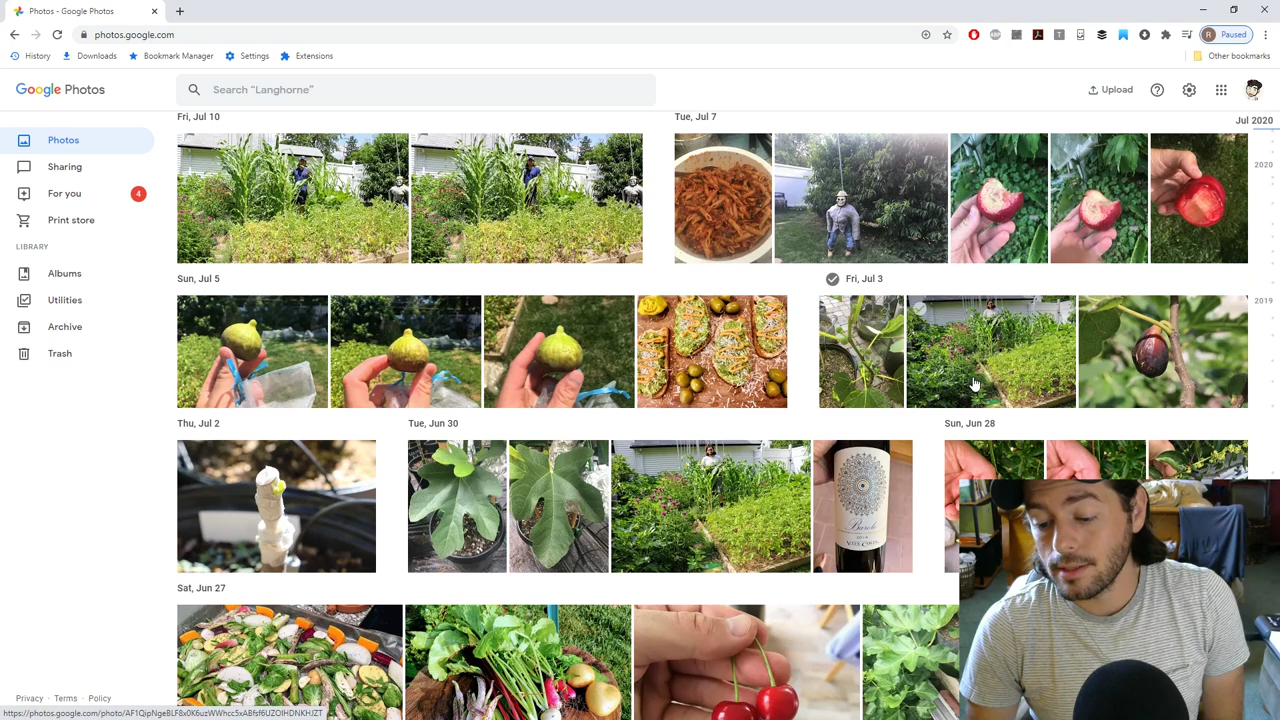 Photos - Google Photos
photos.google.com
R Paused
History Downloads Bookmark Manager Settings Extensions Other bookmarks
Google Photos
Search “Langhorne”
Upload
Photos
Sharing
For you 4
Print store
LIBRARY
Albums
Utilities
Archive
Trash
Fri, Jul 10 Tue, Jul 7
Jul 2020
2020
Sun, Jul 5 Fri, Jul 3
2019
Thu, Jul 2 Tue, Jun 30 Sun, Jun 28
Barolo
Sat, Jun 27
Privacy · Terms · Policy